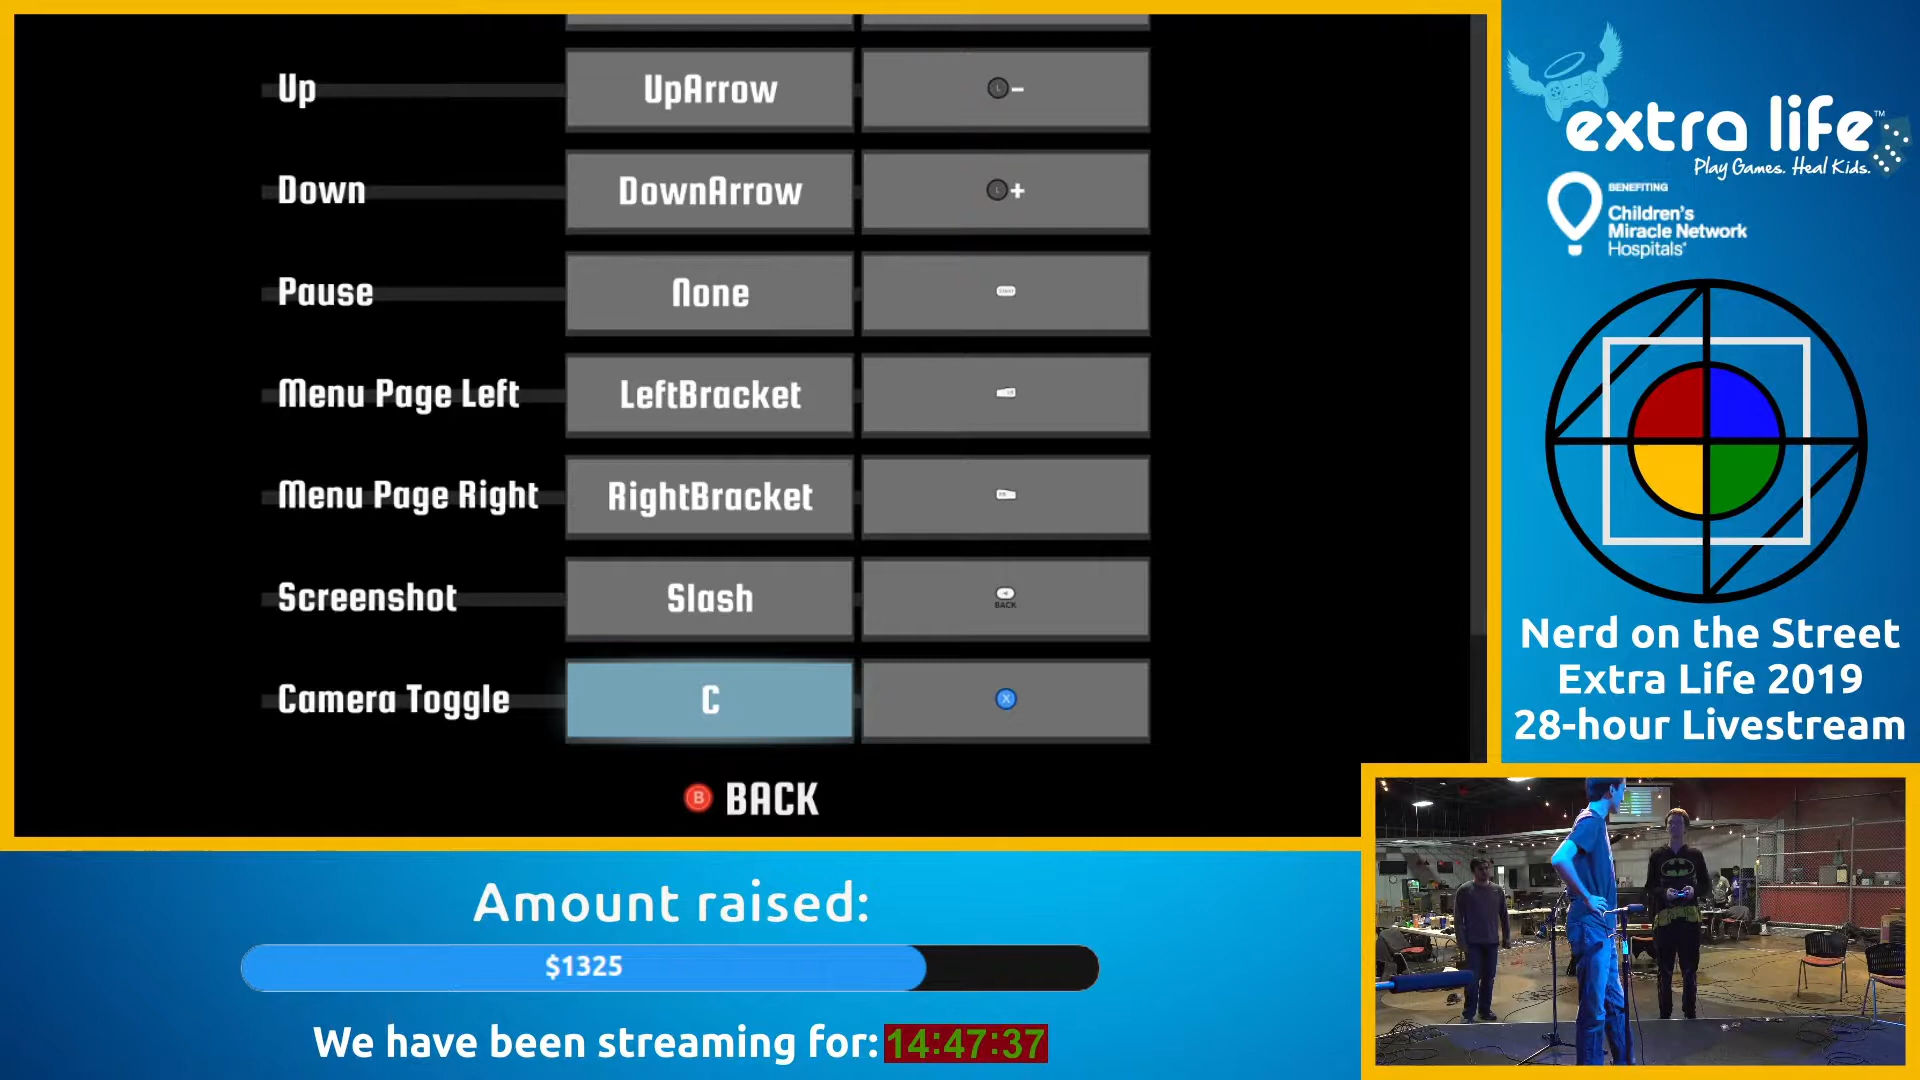 Up UpArrow L -
Down DownArrow L +
Pause None
Menu Page Left LeftBracket
Menu Page Right RightBracket
Screenshot Slash BACK
Camera Toggle C X
B BACK
extra life™
Play Games. Heal Kids.
BENEFITING
Children's
Miracle Network
Hospitals
Nerd on the Street
Extra Life 2019
28-hour Livestream
Amount raised:
$1325
We have been streaming for: 14:47:37